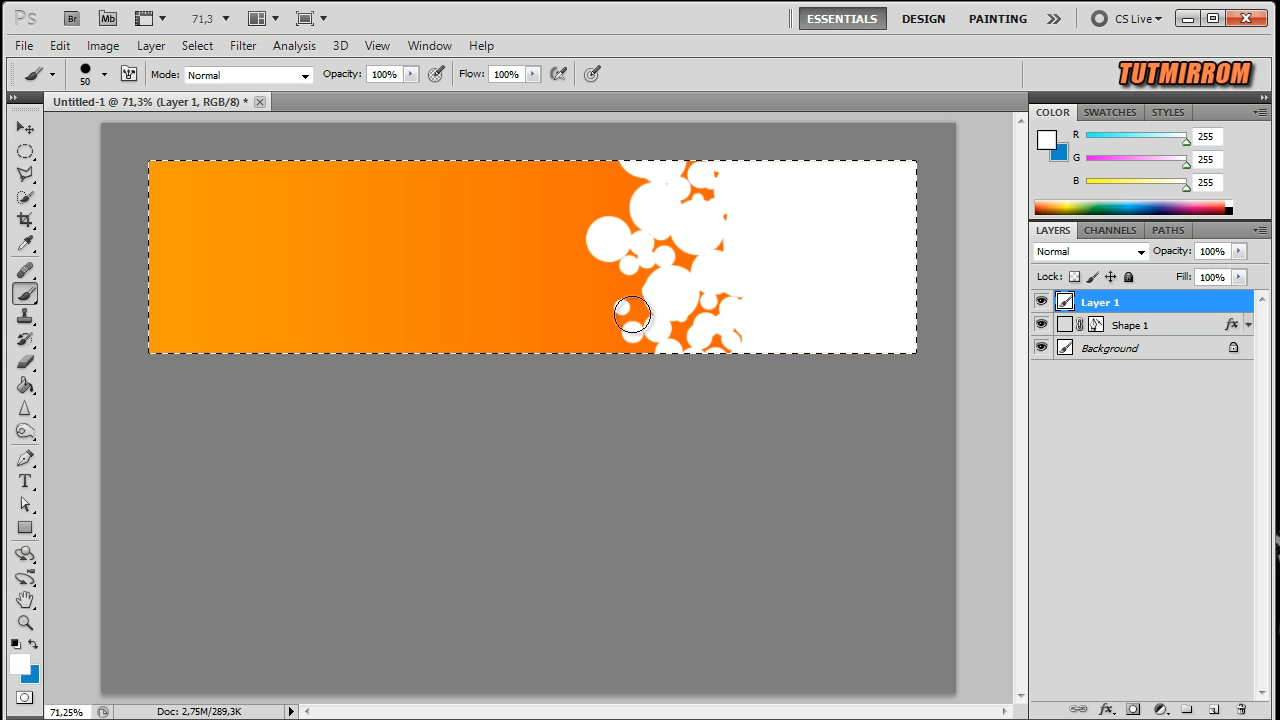 Ps Br Mb 71,3 ESSENTIALS DESIGN PAINTING CS Live
File Edit Image Layer Select Filter Analysis 3D View Window Help
50 Mode: Normal Opacity: 100% Flow: 100% TUTMIRROM
Untitled-1 @ 71,3% (Layer 1, RGB/8) *
COLOR SWATCHES STYLES
R 255
G 255
B 255
LAYERS CHANNELS PATHS
Normal Opacity: 100%
Lock: Fill: 100%
Layer 1
Shape 1 fx
Background
T
71,25% Doc: 2,75M/289,3K fx